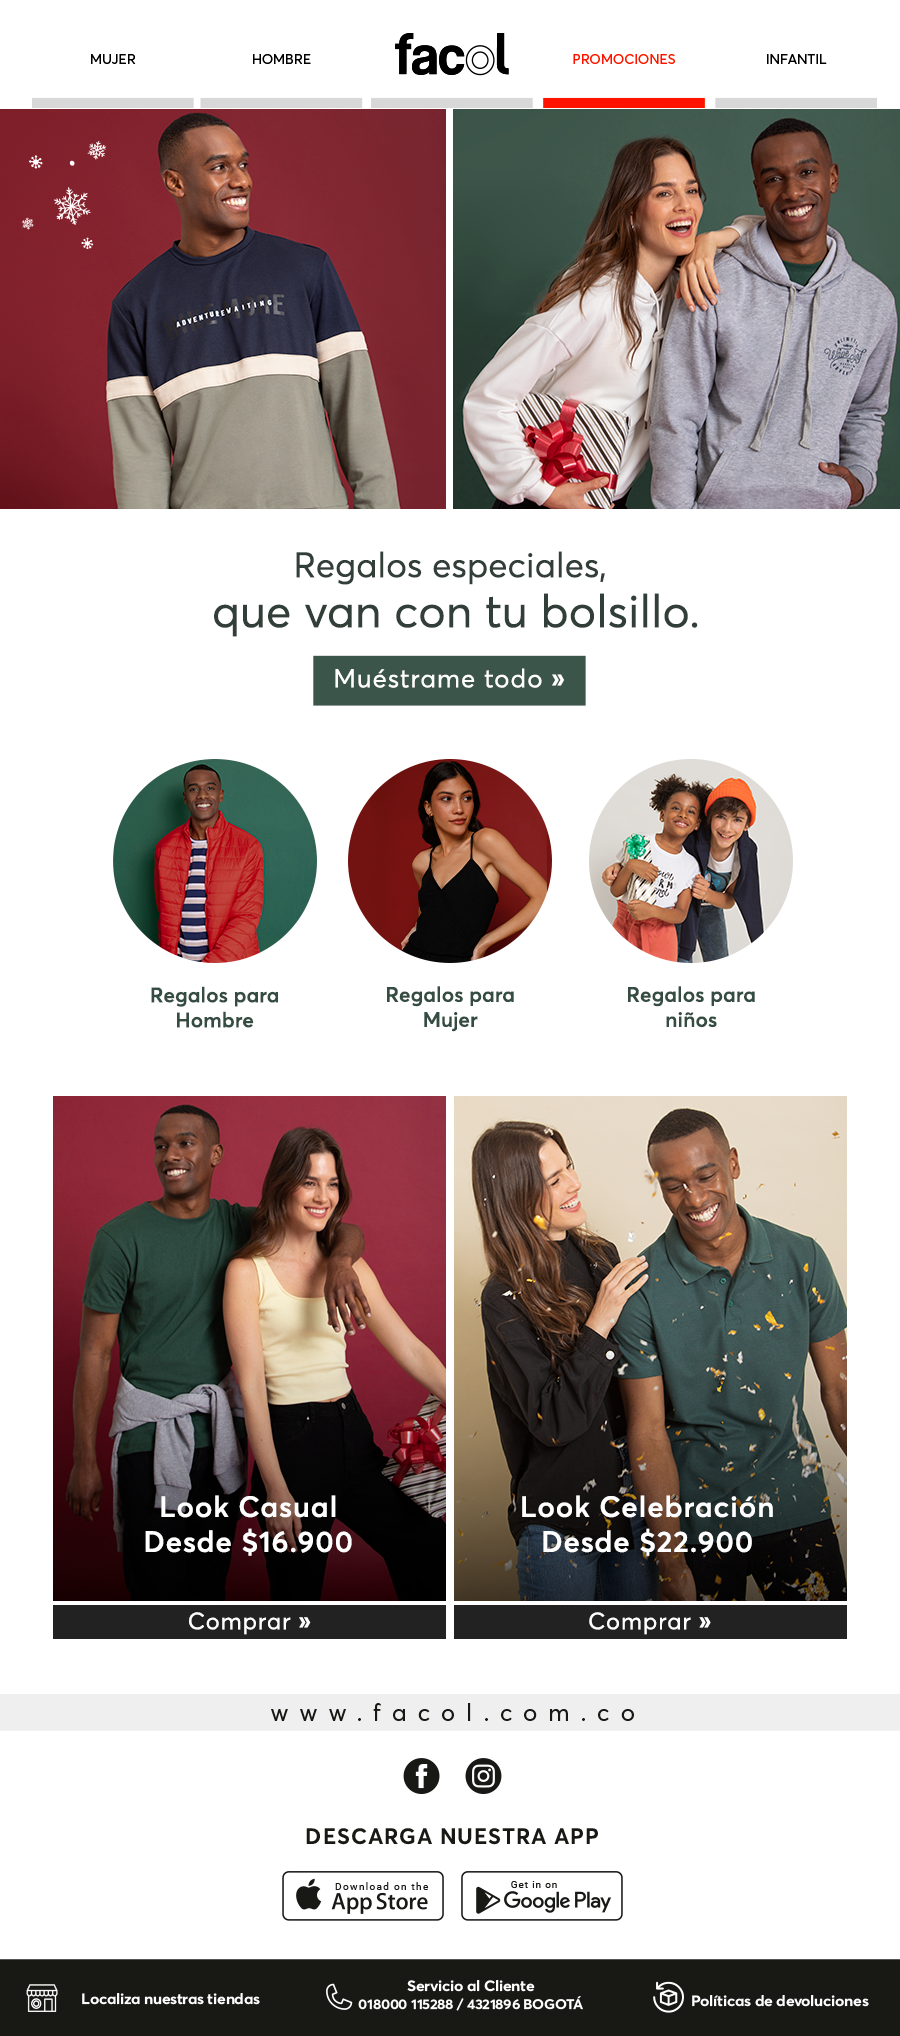 MUJER
HOMBRE
facol
PROMOCIONES
INFANTIL
ADVENTURE WAITING
Regalos especiales,
que van con tu bolsillo.
Muéstrame todo »
Regalos para
Hombre
Regalos para
Mujer
Regalos para
niños
Look Casual
Desde $16.900
Comprar »
Look Celebración
Desde $22.900
Comprar »
www.facol.com.co
DESCARGA NUESTRA APP
Download on the
App Store
Get in on
Google Play
Localiza nuestras tiendas
Servicio al Cliente
018000 115288 / 4321896 BOGOTÁ
Políticas de devoluciones